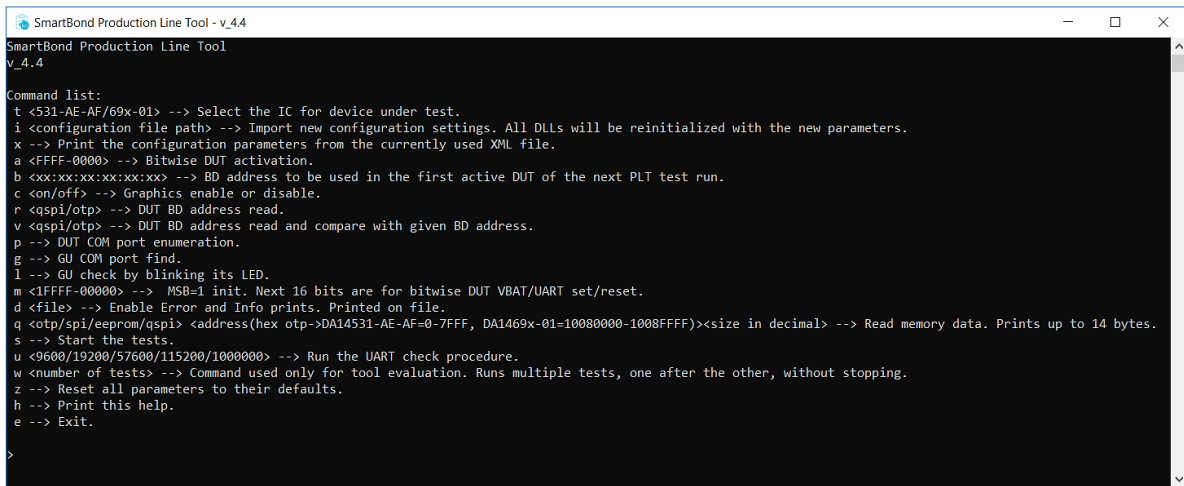 SmartBond Production Line Tool - v_4.4
SmartBond Production Line Tool
v_4.4
Command list:
t <531-AE-AF/69x-01> --> Select the IC for device under test.
i <configuration file path> --> Import new configuration settings. All DLLs will be reinitialized with the new parameters.
x --> Print the configuration parameters from the currently used XML file.
a <FFFF-0000> --> Bitwise DUT activation.
b <xx:xx:xx:xx:xx:xx> --> BD address to be used in the first active DUT of the next PLT test run.
c <on/off> --> Graphics enable or disable.
r <qspi/otp> --> DUT BD address read.
v <qspi/otp> --> DUT BD address read and compare with given BD address.
p --> DUT COM port enumeration.
g --> GU COM port find.
l --> GU check by blinking its LED.
m <1FFFF-00000> -->  MSB=1 init. Next 16 bits are for bitwise DUT VBAT/UART set/reset.
d <file> --> Enable Error and Info prints. Printed on file.
q <otp/spi/eeprom/qspi> <address(hex otp->DA14531-AE-AF=0-7FFF, DA1469x-01=10080000-1008FFFF)><size in decimal> --> Read memory data. Prints up to 14 bytes.
s --> Start the tests.
u <9600/19200/57600/115200/1000000> --> Run the UART check procedure.
w <number of tests> --> Command used only for tool evaluation. Runs multiple tests, one after the other, without stopping.
z --> Reset all parameters to their defaults.
h --> Print this help.
e --> Exit.
>